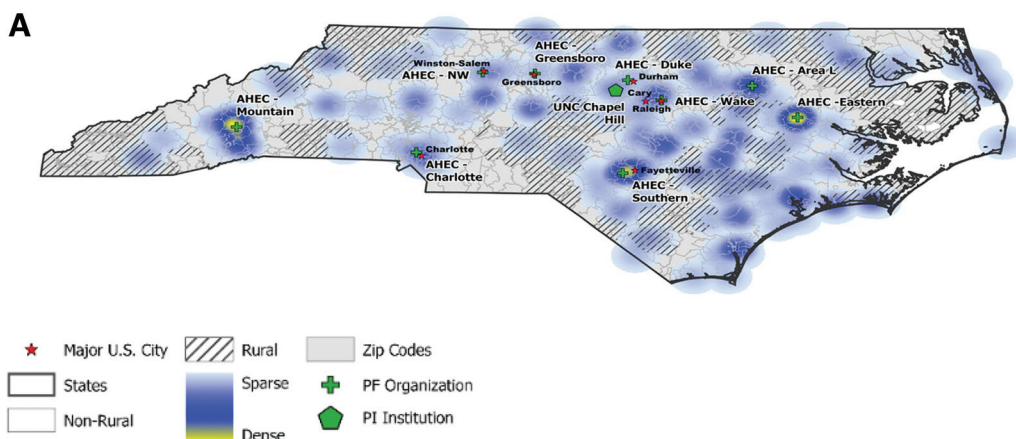 A
AHEC -
Greensboro
Winston-Salem
AHEC - NW
Greensboro
AHEC - Duke
Durham
AHEC - Area L
Cary
Raleigh
AHEC - Wake
UNC Chapel
Hill
AHEC -Eastern
AHEC -
Mountain
Charlotte
AHEC -
Charlotte
Fayetteville
AHEC -
Southern
Major U.S. City
Rural
Zip Codes
States
Sparse
PF Organization
Non-Rural
Dense
PI Institution